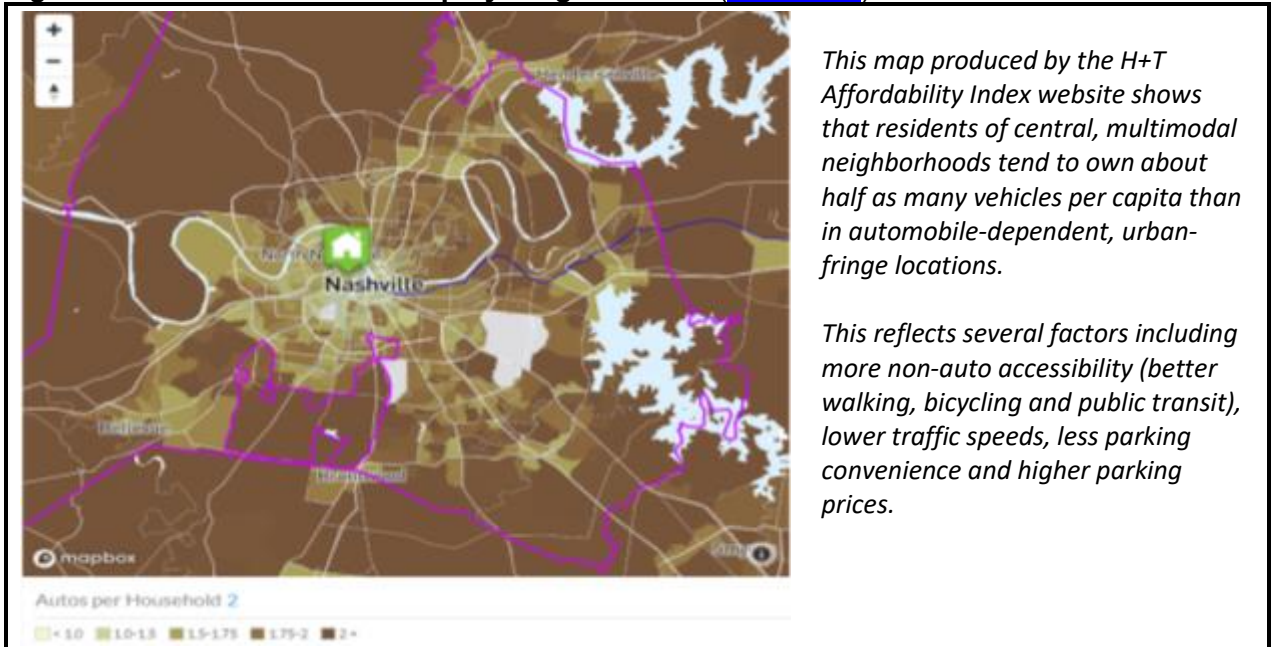 +
−
This map produced by the H+T
Affordability Index website shows
that residents of central, multimodal
neighborhoods tend to own about
half as many vehicles per capita than
in automobile-dependent, urban-
fringe locations.
This reflects several factors including
more non-auto accessibility (better
walking, bicycling and public transit),
lower traffic speeds, less parking
convenience and higher parking
prices.
Hendersonville
North
Nashville
Bellevue
Brentwood
mapbox
Autos per Household 2
< 1.0 1.0-1.5 1.5-1.75 1.75-2 2+